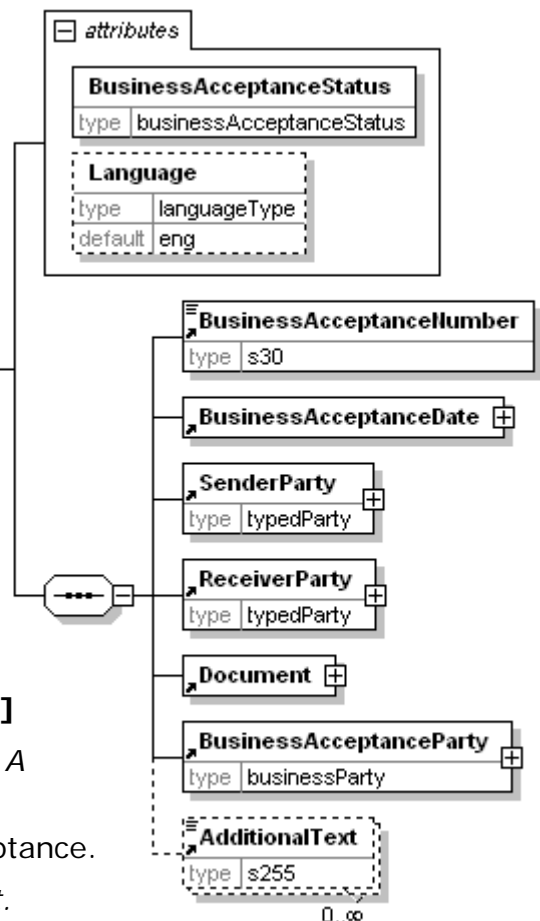 attributes
BusinessAcceptanceStatus
type businessAcceptanceStatus
Language
type languageType
default eng
BusinessAcceptanceNumber
type s30
BusinessAcceptanceDate
SenderParty
type typedParty
ReceiverParty
type typedParty
Document
]
BusinessAcceptanceParty
A
type businessParty
AdditionalText
ptance.
type s255
t.
0..∞